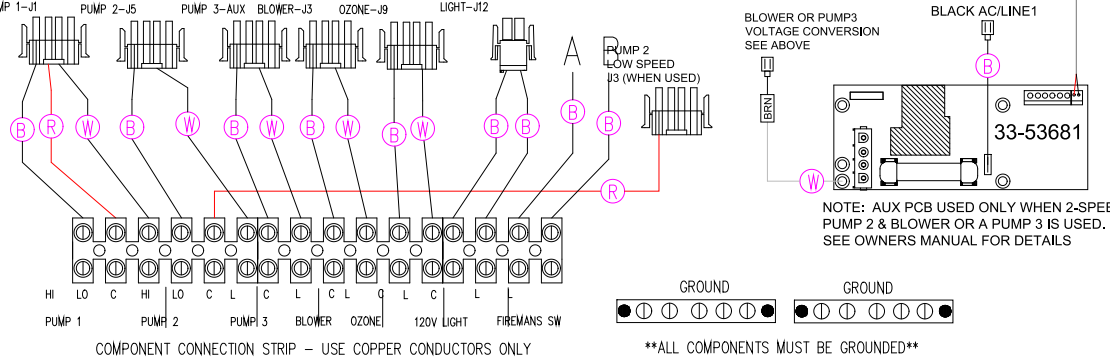 MP 1-J1
PUMP 2-J5
PUMP 3-AUX
BLOWER-J3
OZONE-J9
LIGHT-J12
A
B
PUMP 2
LOW SPEED
J3 (WHEN USED)
BLOWER OR PUMP3
VOLTAGE CONVERSION
SEE ABOVE
BLACK AC/LINE1
B
BRN
33-53681
W
B
R
W
B
W
B
W
B
W
B
W
B
B
B
B
R
NOTE: AUX PCB USED ONLY WHEN 2-SPEE
PUMP 2 & BLOWER OR A PUMP 3 IS USED.
SEE OWNERS MANUAL FOR DETAILS
HI LO C HI LO C L C L C L C L C L L
PUMP 1 PUMP 2 PUMP 3 BLOWER OZONE 120V LIGHT FIREMANS SW
COMPONENT CONNECTION STRIP - USE COPPER CONDUCTORS ONLY
GROUND
GROUND
**ALL COMPONENTS MUST BE GROUNDED**